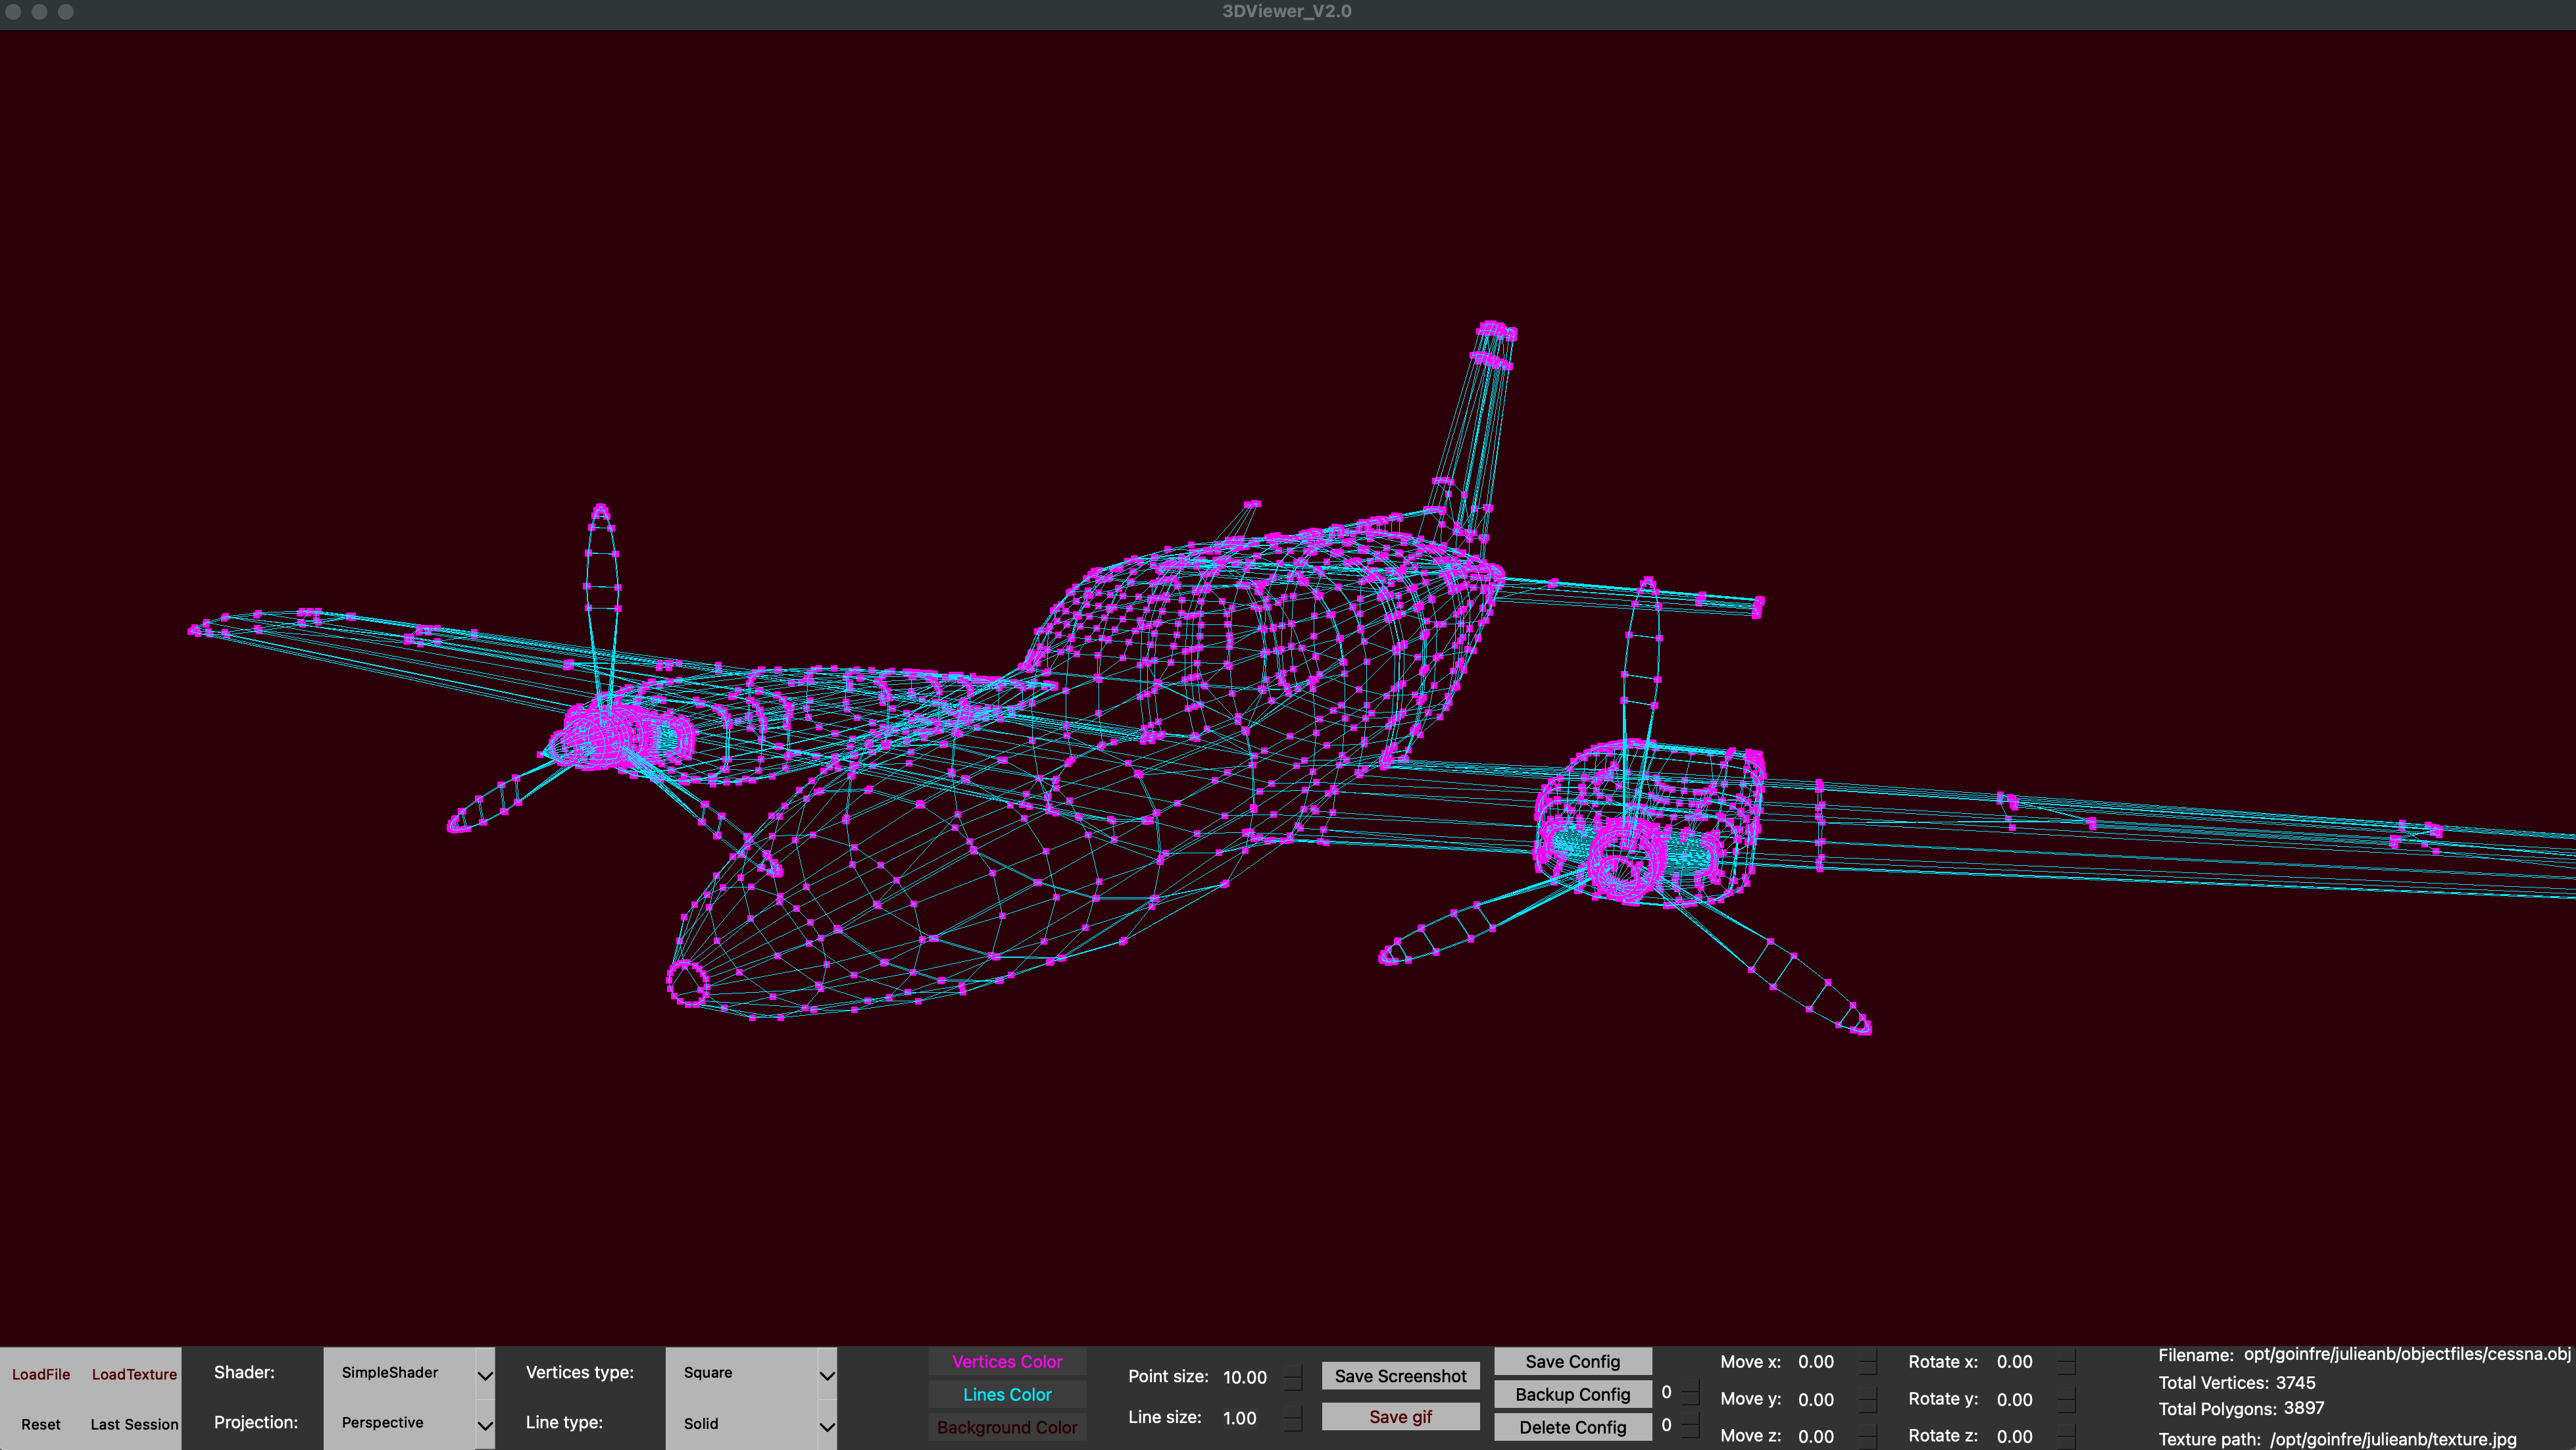 3DViewer_V2.0
LoadFile LoadTexture
Reset Last Session
Shader: SimpleShader
Projection: Perspective
Vertices type: Square
Line type: Solid
Vertices Color
Lines Color
Background Color
Point size: 10.00
Line size: 1.00
Save Screenshot
Save gif
Save Config
Backup Config 0
Delete Config 0
Move x: 0.00
Move y: 0.00
Move z: 0.00
Rotate x: 0.00
Rotate y: 0.00
Rotate z: 0.00
Filename: opt/goinfre/julieanb/objectfiles/cessna.obj
Total Vertices: 3745
Total Polygons: 3897
Texture path: /opt/goinfre/julieanb/texture.jpg